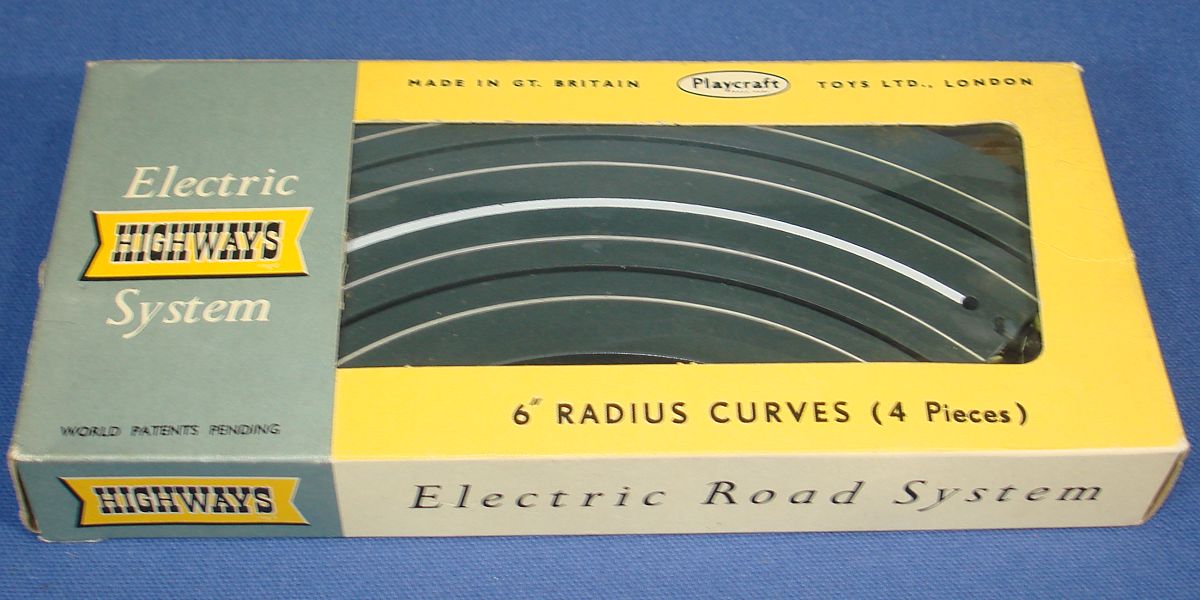 MADE IN GT. BRITAIN Playcraft TOYS LTD., LONDON
Electric
HIGHWAYS
System
WORLD PATENTS PENDING
6" RADIUS CURVES (4 Pieces)
HIGHWAYS Electric Road System